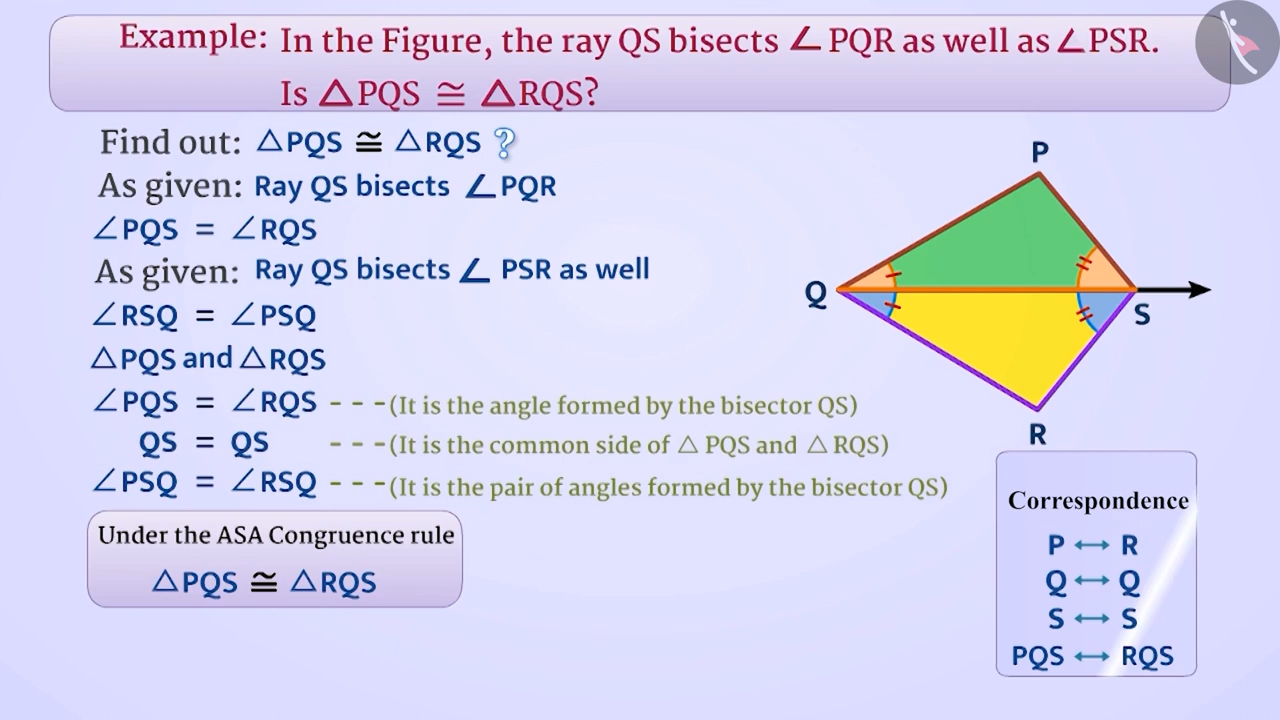 Example: In the Figure, the ray QS bisects ∠PQR as well as ∠PSR.
Is △PQS ≅ △RQS?
Find out: △PQS ≅ △RQS ?
As given: Ray QS bisects ∠PQR
∠PQS = ∠RQS
As given: Ray QS bisects ∠ PSR as well
∠RSQ = ∠PSQ
△PQS and △RQS
∠PQS = ∠RQS - - - (It is the angle formed by the bisector QS)
QS = QS - - - (It is the common side of △ PQS and △ RQS)
∠PSQ = ∠RSQ - - - (It is the pair of angles formed by the bisector QS)
Under the ASA Congruence rule
△PQS ≅ △RQS
P
Q
S
R
Correspondence
P ↔ R
Q ↔ Q
S ↔ S
PQS ↔ RQS